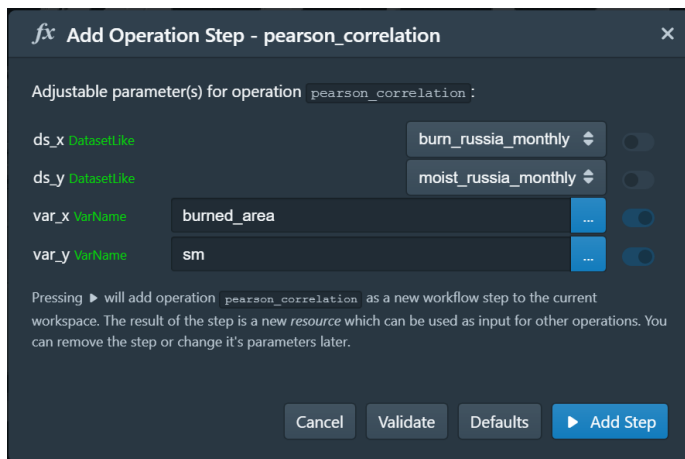 fx Add Operation Step - pearson_correlation ×
Adjustable parameter(s) for operation pearson_correlation:
ds_x DatasetLike burn_russia_monthly
ds_y DatasetLike moist_russia_monthly
var_x VarName burned_area ...
var_y VarName sm ...
Pressing ▶ will add operation pearson_correlation as a new workflow step to the current
workspace. The result of the step is a new resource which can be used as input for other operations. You
can remove the step or change it's parameters later.
Cancel Validate Defaults ▶ Add Step